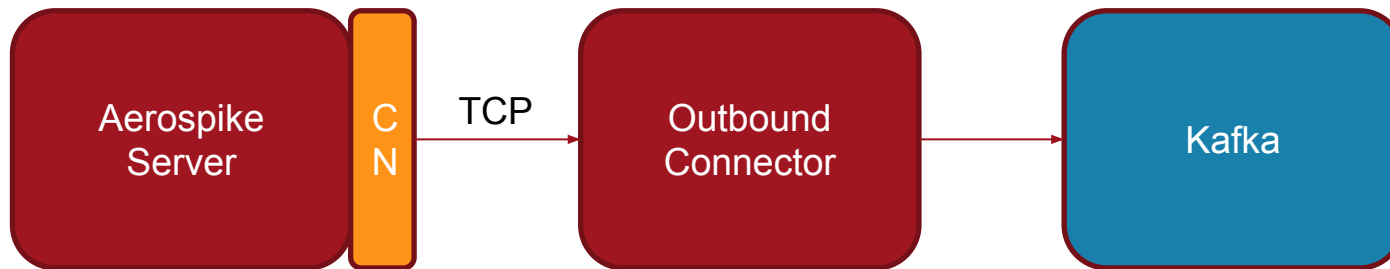 Aerospike
Server
C
N
TCP
Outbound
Connector
Kafka